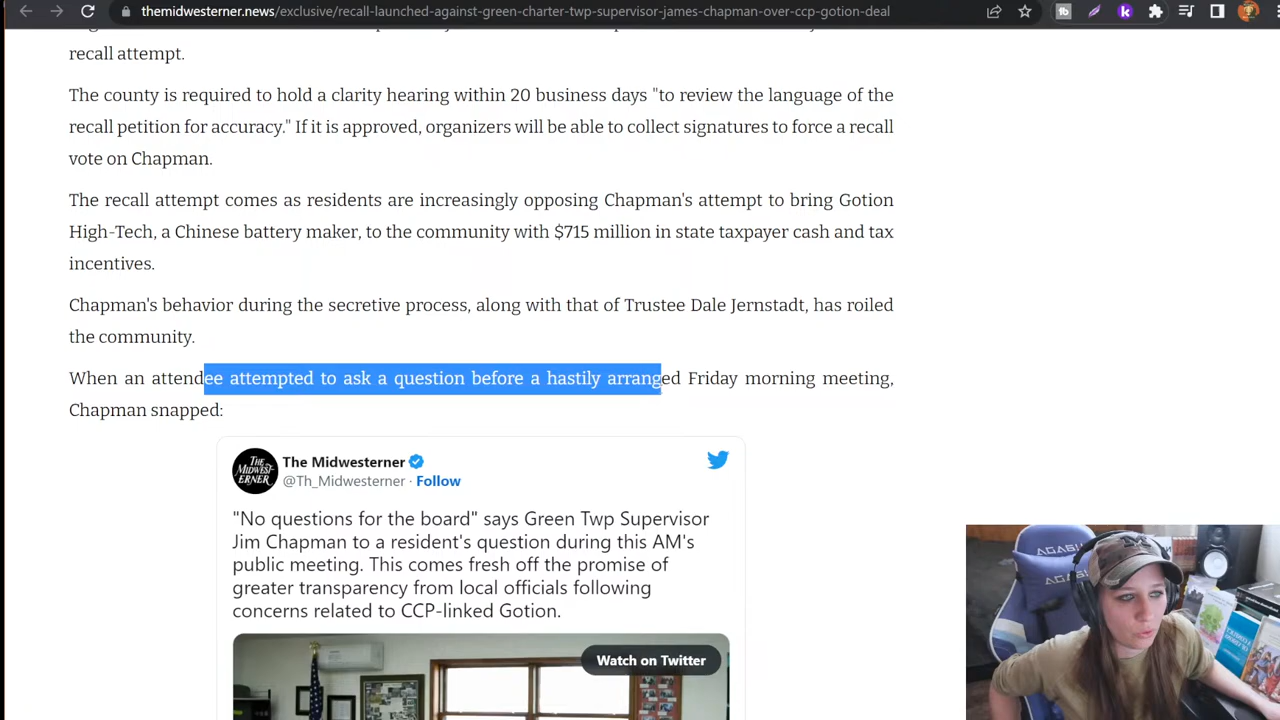 themidwesterner.news/exclusive/recall-launched-against-green-charter-twp-supervisor-james-chapman-over-ccp-gotion-deal
recall attempt.
The county is required to hold a clarity hearing within 20 business days "to review the language of the
recall petition for accuracy." If it is approved, organizers will be able to collect signatures to force a recall
vote on Chapman.
The recall attempt comes as residents are increasingly opposing Chapman's attempt to bring Gotion
High-Tech, a Chinese battery maker, to the community with $715 million in state taxpayer cash and tax
incentives.
Chapman's behavior during the secretive process, along with that of Trustee Dale Jernstadt, has roiled
the community.
When an attendee attempted to ask a question before a hastily arranged Friday morning meeting,
Chapman snapped:
THE MIDWESTERNER
The Midwesterner
@Th_Midwesterner · Follow
"No questions for the board" says Green Twp Supervisor
Jim Chapman to a resident's question during this AM's
public meeting. This comes fresh off the promise of
greater transparency from local officials following
concerns related to CCP-linked Gotion.
Watch on Twitter